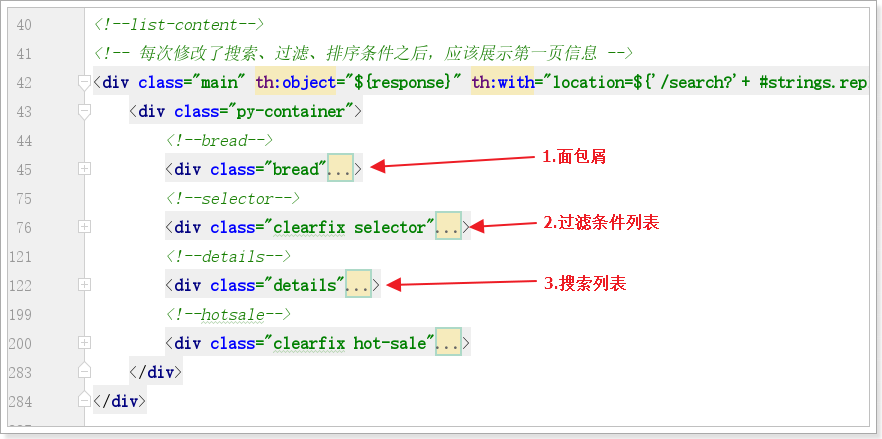 40 <!--list-content-->
41 <!-- 每次修改了搜索、过滤、排序条件之后，应该展示第一页信息 -->
42 <div class="main" th:object="${response}" th:with="location=${'/search?'+ #strings.rep
43 <div class="py-container">
44 <!--bread-->
45 <div class="bread"...> 1.面包屑
75 <!--selector-->
76 <div class="clearfix selector"...> 2.过滤条件列表
121 <!--details-->
122 <div class="details"...> 3.搜索列表
199 <!--hotsale-->
200 <div class="clearfix hot-sale"...>
283 </div>
284 </div>